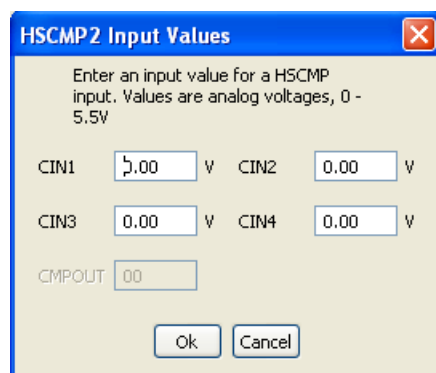 HSCMP2 Input Values
Enter an input value for a HSCMP
input. Values are analog voltages, 0 -
5.5V
CIN1 .00 V CIN2 0.00 V
CIN3 0.00 V CIN4 0.00 V
CMPOUT 00
Ok Cancel